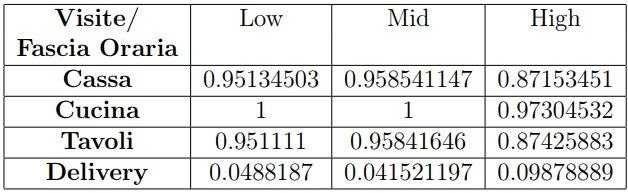 Visite/ Low Mid High
Fascia Oraria
Cassa 0.95134503 0.958541147 0.87153451
Cucina 1 1 0.97304532
Tavoli 0.951111 0.95841646 0.87425883
Delivery 0.0488187 0.041521197 0.09878889